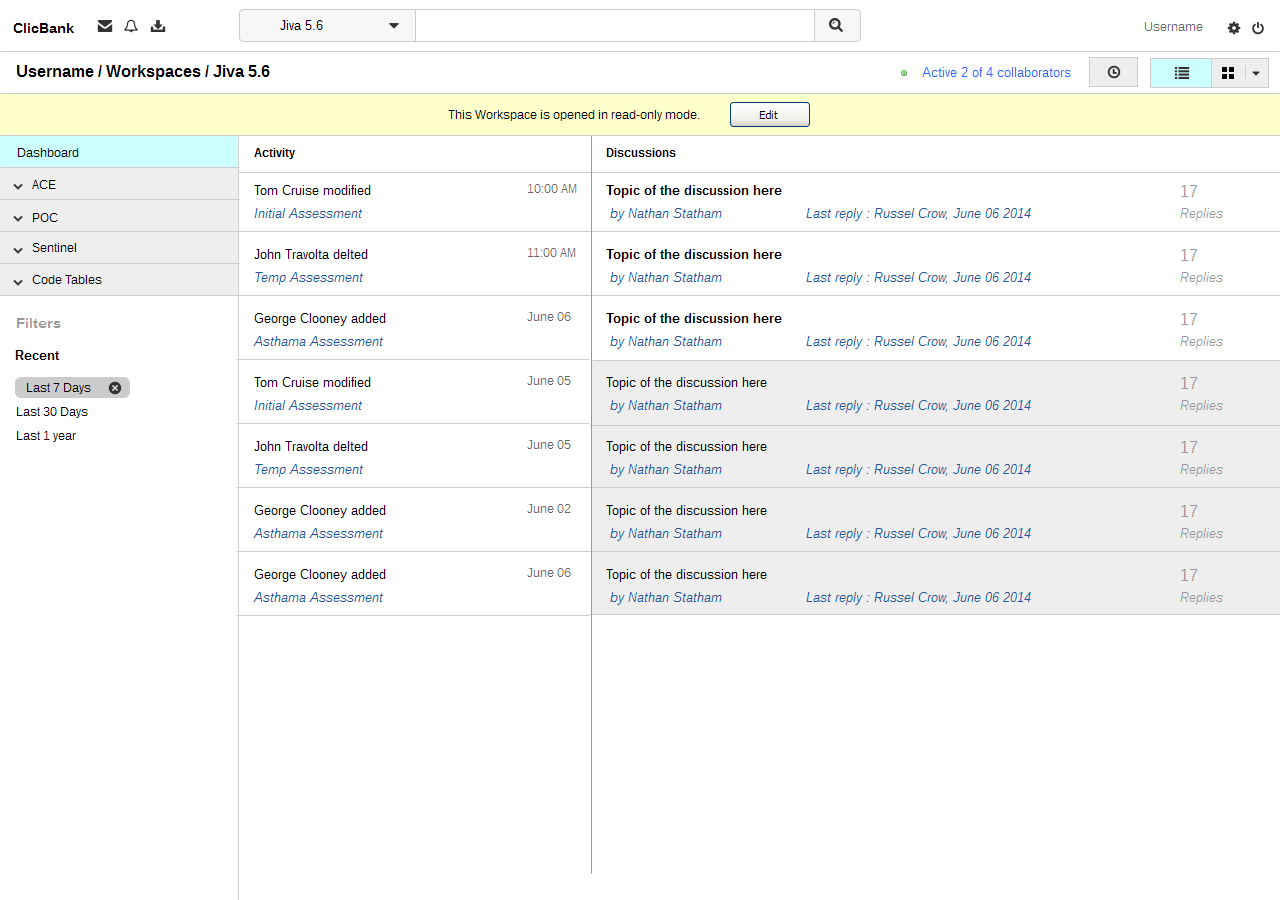 ClicBank
Jiva 5.6
Username
Username / Workspaces / Jiva 5.6
Active 2 of 4 collaborators
This Workspace is opened in read-only mode.
Edit
Dashboard
ACE
POC
Sentinel
Code Tables
Filters
Recent
Last 7 Days
Last 30 Days
Last 1 year
Activity
Tom Cruise modified 10:00 AM
Initial Assessment
John Travolta delted 11:00 AM
Temp Assessment
George Clooney added June 06
Asthama Assessment
Tom Cruise modified June 05
Initial Assessment
John Travolta delted June 05
Temp Assessment
George Clooney added June 02
Asthama Assessment
George Clooney added June 06
Asthama Assessment
Discussions
Topic of the discussion here 17
by Nathan Statham Last reply : Russel Crow, June 06 2014 Replies
Topic of the discussion here 17
by Nathan Statham Last reply : Russel Crow, June 06 2014 Replies
Topic of the discussion here 17
by Nathan Statham Last reply : Russel Crow, June 06 2014 Replies
Topic of the discussion here 17
by Nathan Statham Last reply : Russel Crow, June 06 2014 Replies
Topic of the discussion here 17
by Nathan Statham Last reply : Russel Crow, June 06 2014 Replies
Topic of the discussion here 17
by Nathan Statham Last reply : Russel Crow, June 06 2014 Replies
Topic of the discussion here 17
by Nathan Statham Last reply : Russel Crow, June 06 2014 Replies